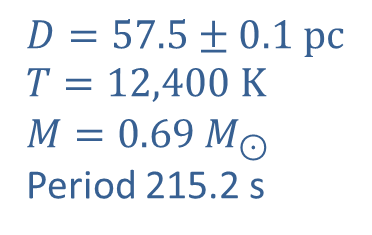 D = 57.5 ± 0.1 pc
T = 12,400 K
M = 0.69 M☉
Period 215.2 s